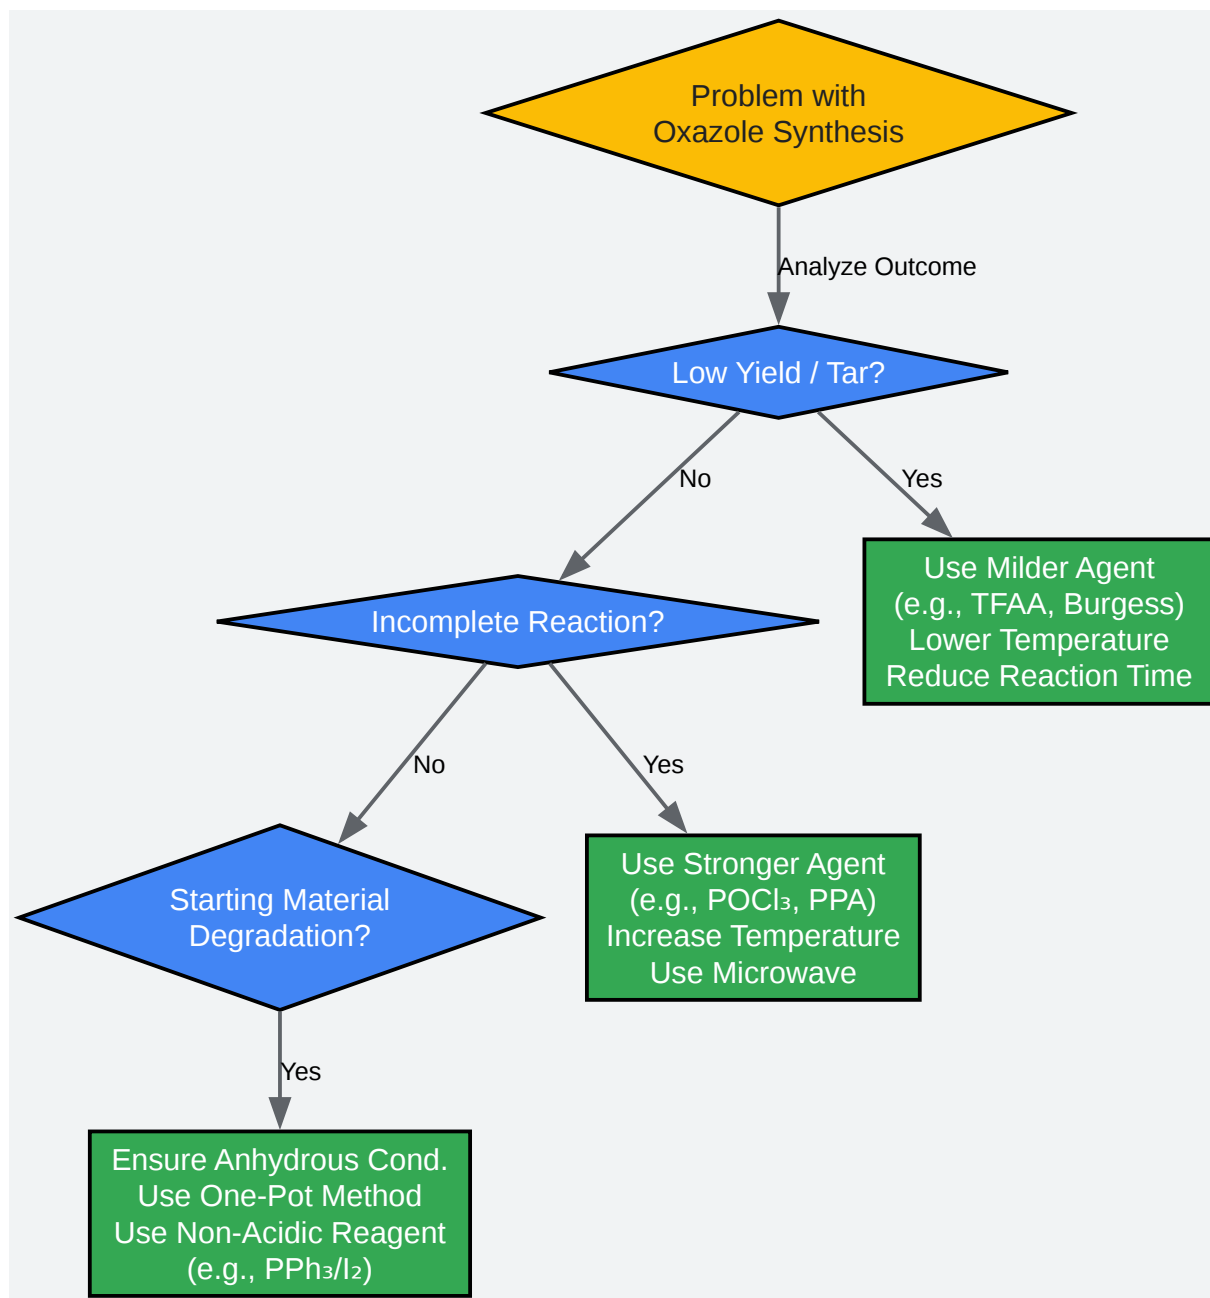 Problem with
Oxazole Synthesis
Analyze Outcome
Low Yield / Tar?
No
Yes
Use Milder Agent
(e.g., TFAA, Burgess)
Lower Temperature
Reduce Reaction Time
Incomplete Reaction?
No
Yes
Use Stronger Agent
(e.g., POCl₃, PPA)
Increase Temperature
Use Microwave
Starting Material
Degradation?
Yes
Ensure Anhydrous Cond.
Use One-Pot Method
Use Non-Acidic Reagent
(e.g., PPh₃/I₂)